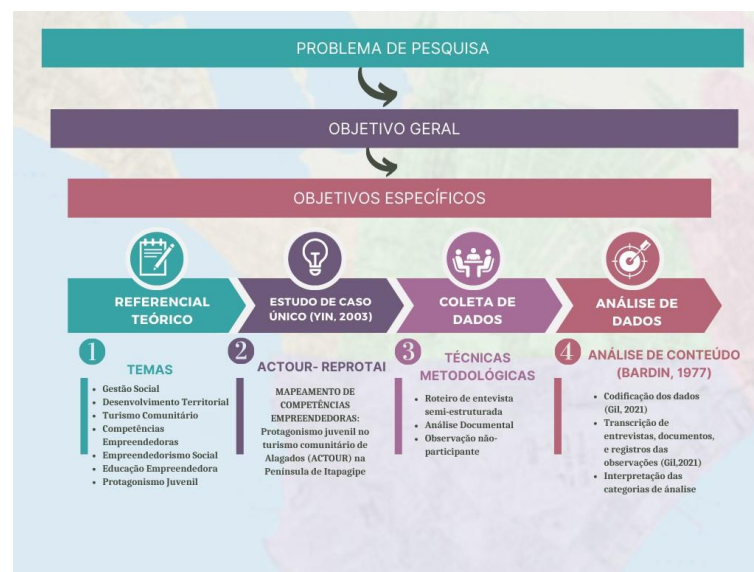 PROBLEMA DE PESQUISA
OBJETIVO GERAL
OBJETIVOS ESPECÍFICOS
REFERENCIAL
TEÓRICO
ESTUDO DE CASO
ÚNICO (YIN, 2003)
COLETA DE
DADOS
ANÁLISE DE
DADOS
1
TEMAS
• Gestão Social
• Desenvolvimento Territorial
• Turismo Comunitário
• Competências
Empreendedoras
• Empreendedorismo Social
• Educação Empreendedora
• Protagonismo Juvenil
2
ACTOUR- REPROTAI
MAPEAMENTO DE
COMPETÊNCIAS
EMPREENDEDORAS:
Protagonismo juvenil no
turismo comunitário de
Alagados (ACTOUR) na
Península de Itapagipe
3
TÉCNICAS
METODOLÓGICAS
• Roteiro de entevista
semi-estruturada
• Análise Documental
• Observação não-
participante
4
ANÁLISE DE CONTEÚDO
(BARDIN, 1977)
• Codificação dos dados
(Gil, 2021)
• Transcrição de
entrevistas, documentos,
e registros das
observações (Gil,2021)
• Interpretação das
categorias de ánalise